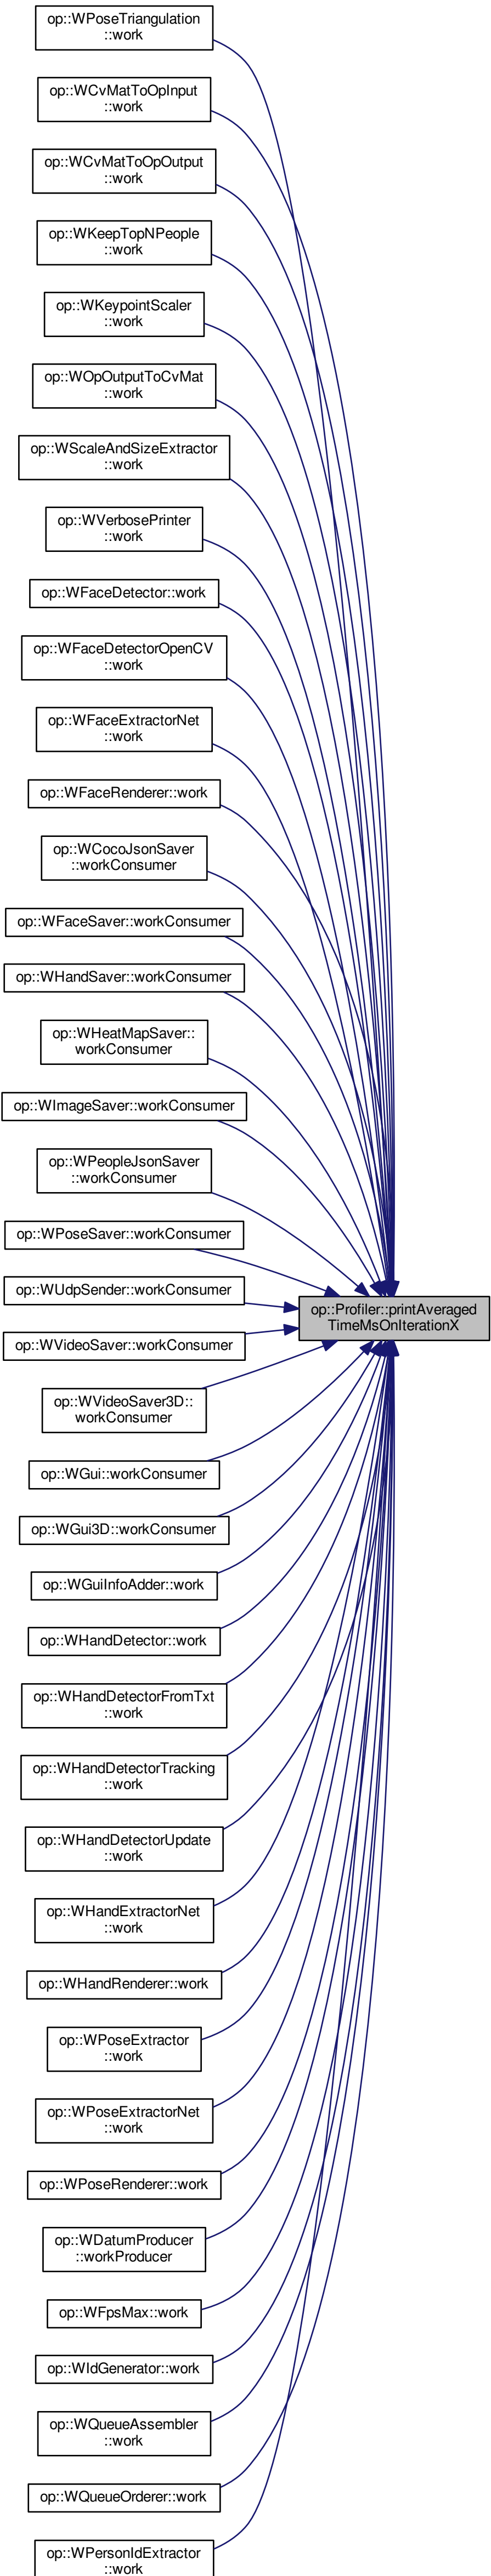 op::WPoseTriangulation
::work
op::WCvMatToOpInput
::work
op::WCvMatToOpOutput
::work
op::WKeepTopNPeople
::work
op::WKeypointScaler
::work
op::WOpOutputToCvMat
::work
op::WScaleAndSizeExtractor
::work
op::WVerbosePrinter
::work
op::WFaceDetector::work
op::WFaceDetectorOpenCV
::work
op::WFaceExtractorNet
::work
op::WFaceRenderer::work
op::WCocoJsonSaver
::workConsumer
op::WFaceSaver::workConsumer
op::WHandSaver::workConsumer
op::WHeatMapSaver::
workConsumer
op::WImageSaver::workConsumer
op::WPeopleJsonSaver
::workConsumer
op::WPoseSaver::workConsumer
op::WUdpSender::workConsumer
op::Profiler::printAveraged
TimeMsOnIterationX
op::WVideoSaver::workConsumer
op::WVideoSaver3D::
workConsumer
op::WGui::workConsumer
op::WGui3D::workConsumer
op::WGuiInfoAdder::work
op::WHandDetector::work
op::WHandDetectorFromTxt
::work
op::WHandDetectorTracking
::work
op::WHandDetectorUpdate
::work
op::WHandExtractorNet
::work
op::WHandRenderer::work
op::WPoseExtractor
::work
op::WPoseExtractorNet
::work
op::WPoseRenderer::work
op::WDatumProducer
::workProducer
op::WFpsMax::work
op::WIdGenerator::work
op::WQueueAssembler
::work
op::WQueueOrderer::work
op::WPersonIdExtractor
::work